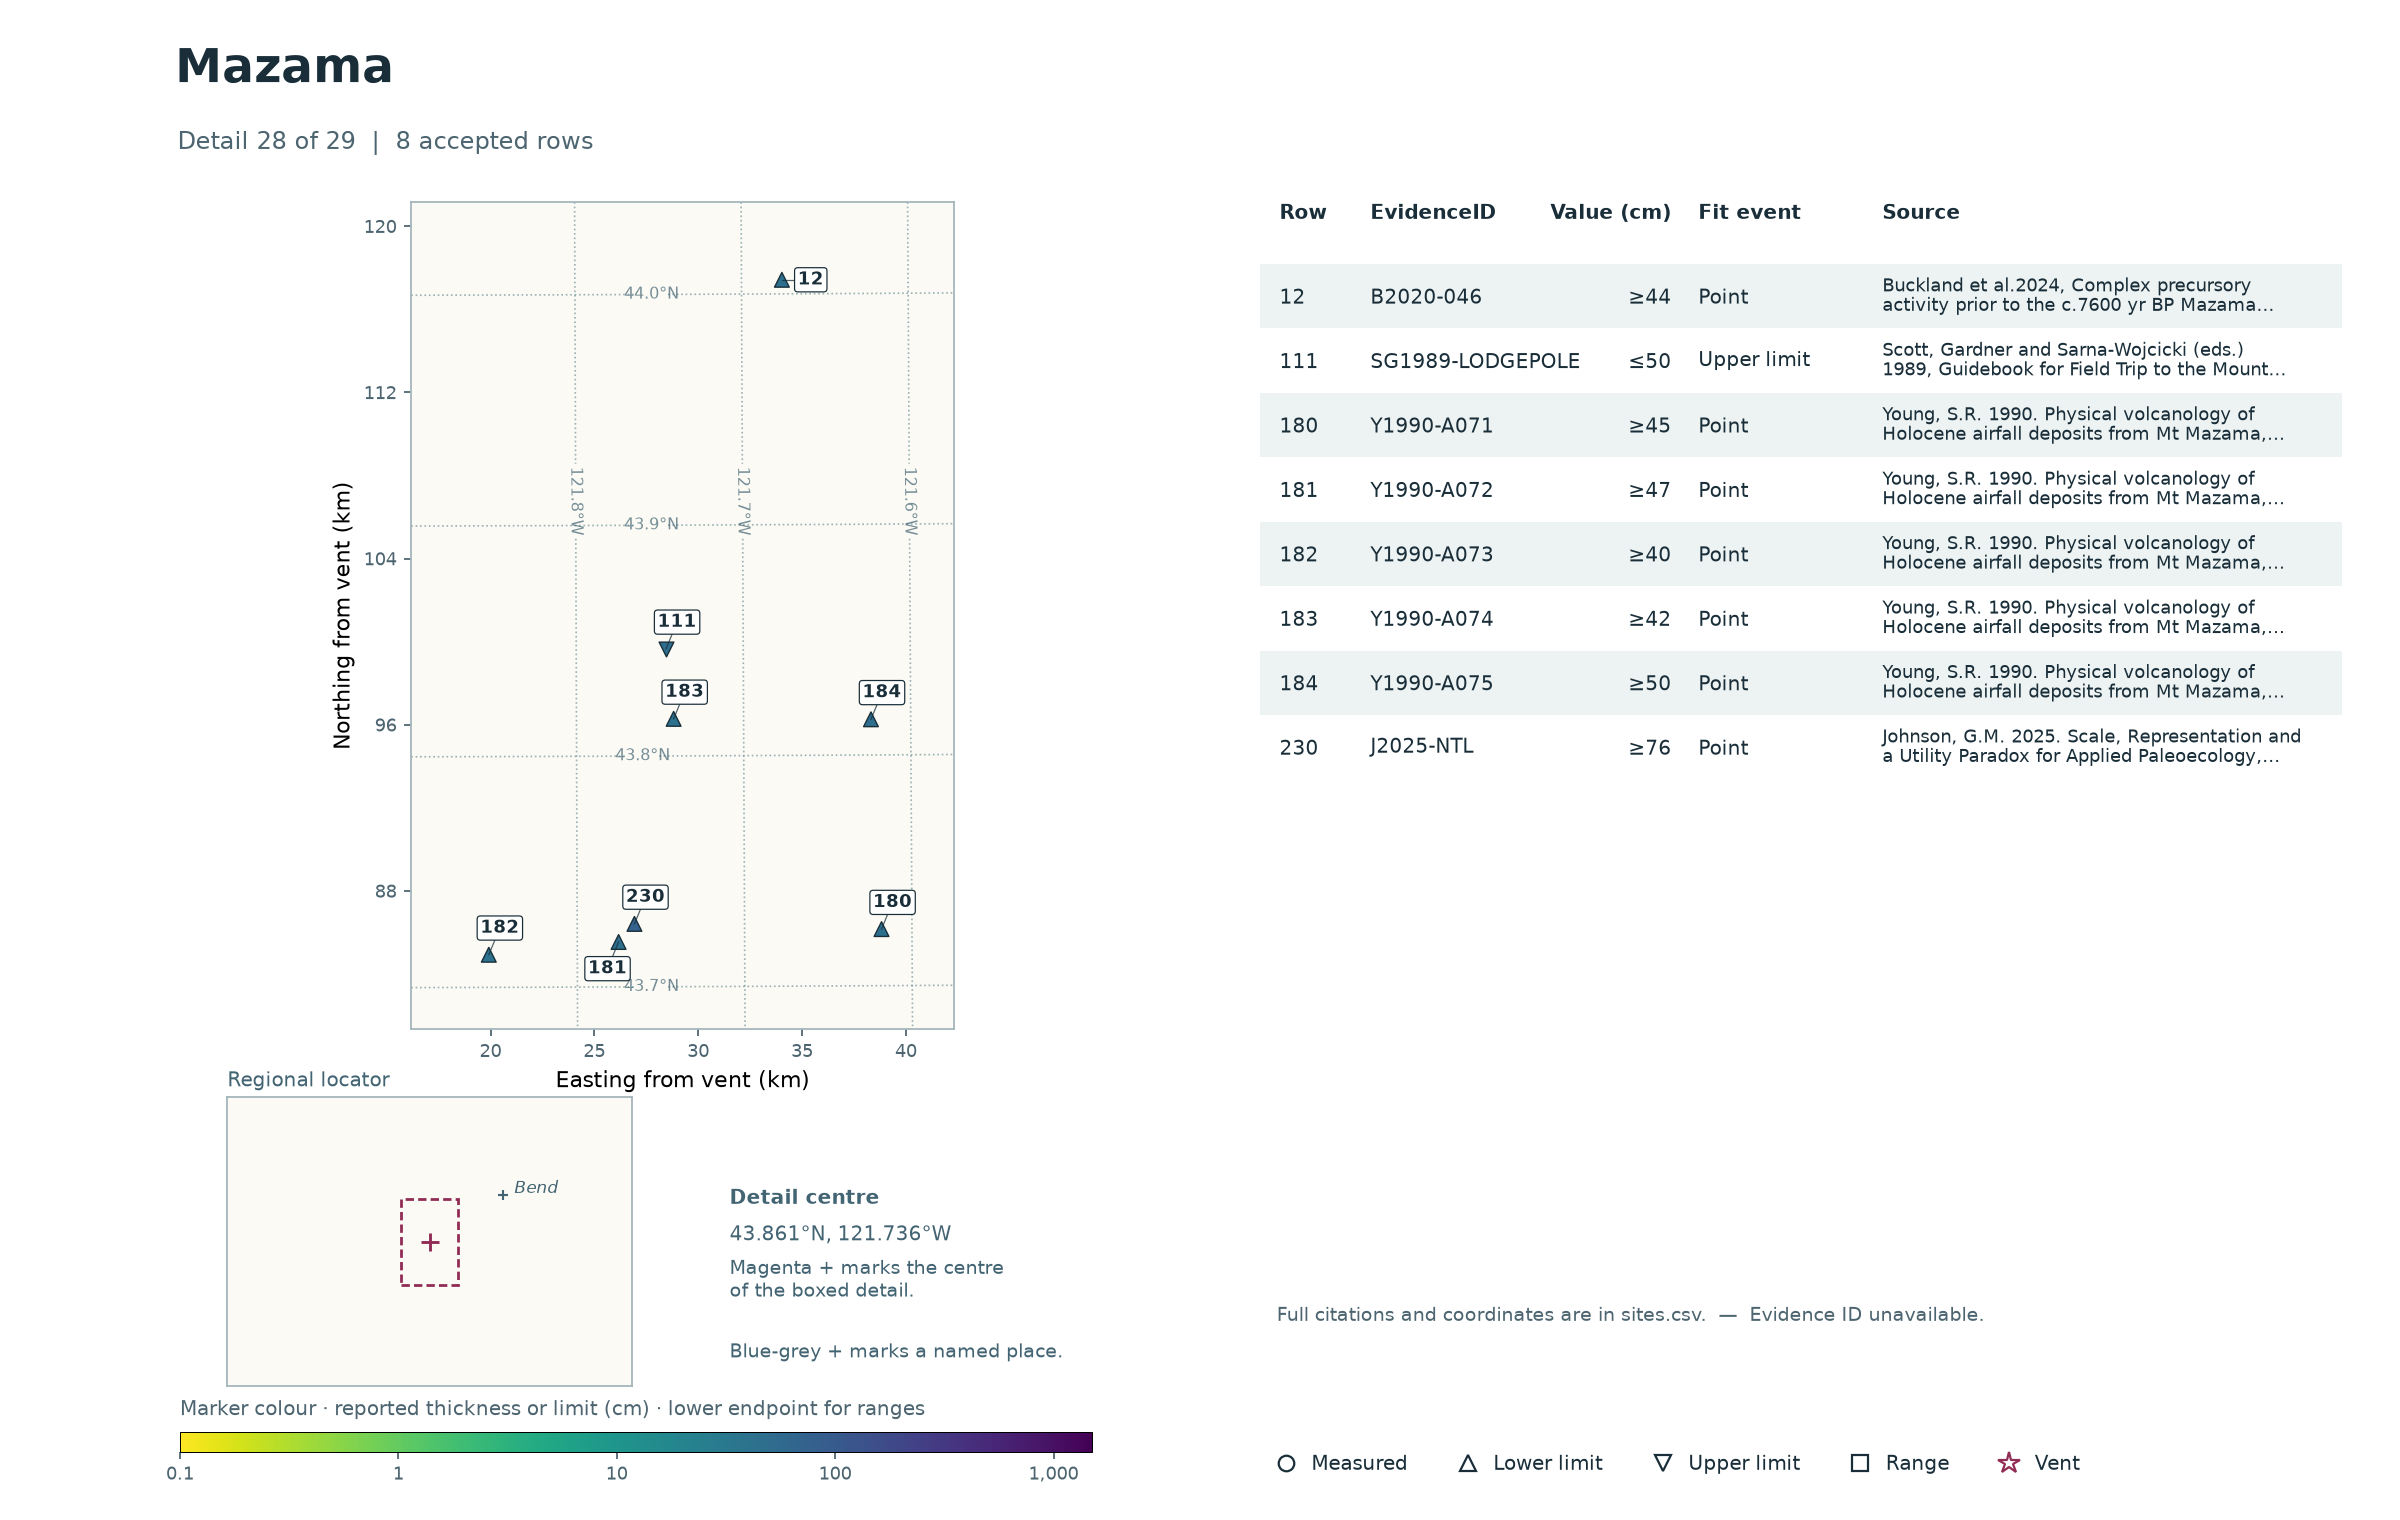 Mazama
Detail 28 of 29 | 8 accepted rows
120
112
104
96
88
Northing from vent (km)
20
25
30
35
40
Easting from vent (km)
44.0°N
43.9°N
43.8°N
43.7°N
121.8°W
121.7°W
121.6°W
12
111
183
184
230
180
182
181
Row EvidenceID Value (cm) Fit event Source
12 B2020-046 ≥44 Point Buckland et al.2024, Complex precursory
activity prior to the c.7600 yr BP Mazama...
111 SG1989-LODGEPOLE ≤50 Upper limit Scott, Gardner and Sarna-Wojcicki (eds.)
1989, Guidebook for Field Trip to the Mount...
180 Y1990-A071 ≥45 Point Young, S.R. 1990. Physical volcanology of
Holocene airfall deposits from Mt Mazama,...
181 Y1990-A072 ≥47 Point Young, S.R. 1990. Physical volcanology of
Holocene airfall deposits from Mt Mazama,...
182 Y1990-A073 ≥40 Point Young, S.R. 1990. Physical volcanology of
Holocene airfall deposits from Mt Mazama,...
183 Y1990-A074 ≥42 Point Young, S.R. 1990. Physical volcanology of
Holocene airfall deposits from Mt Mazama,...
184 Y1990-A075 ≥50 Point Young, S.R. 1990. Physical volcanology of
Holocene airfall deposits from Mt Mazama,...
230 J2025-NTL ≥76 Point Johnson, G.M. 2025. Scale, Representation and
a Utility Paradox for Applied Paleoecology,...
Regional locator
Bend
Detail centre
43.861°N, 121.736°W
Magenta + marks the centre
of the boxed detail.
Blue-grey + marks a named place.
Full citations and coordinates are in sites.csv. — Evidence ID unavailable.
Marker colour · reported thickness or limit (cm) · lower endpoint for ranges
0.1 1 10 100 1,000
Measured Lower limit Upper limit Range Vent